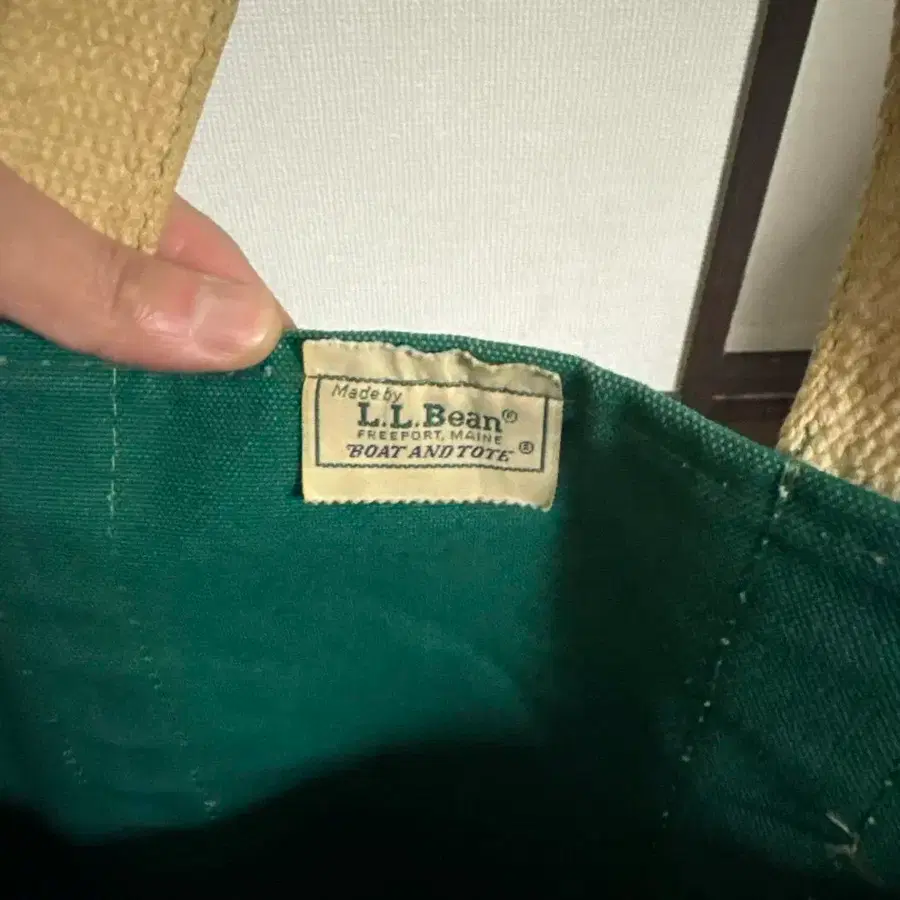 Made by
L.L.Bean®
FREEPORT, MAINE
"BOAT AND TOTE" ®